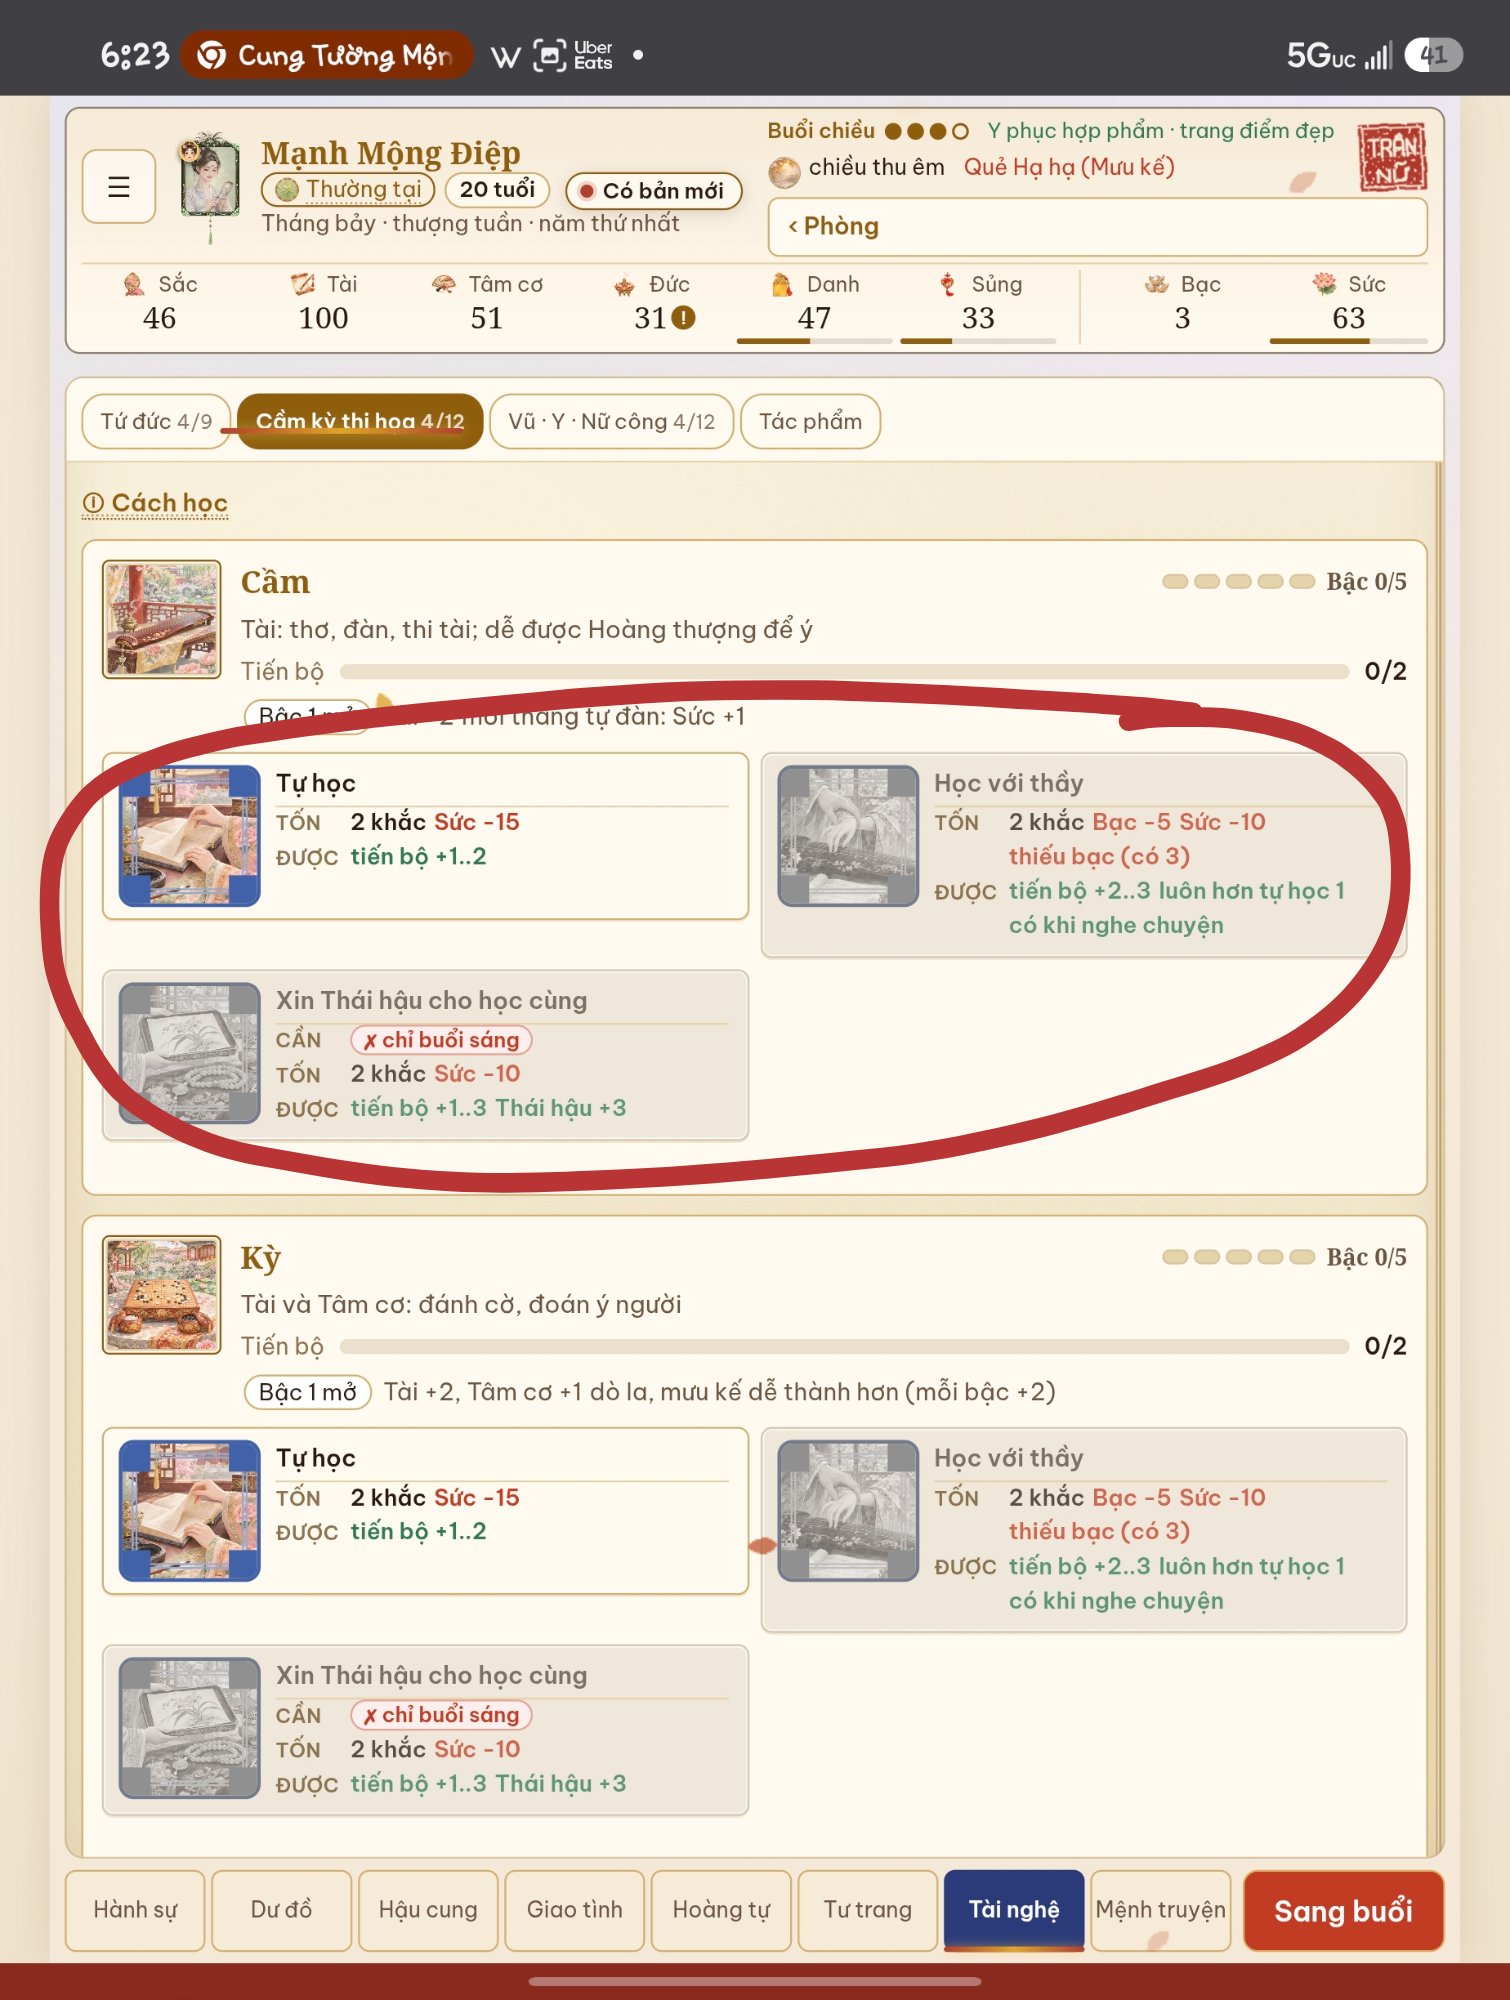 6:23 Cung Tường Mộn W Uber Eats 5G UC 41
Mạnh Mộng Điệp
Thường tại 20 tuổi Có bản mới
Tháng bảy · thượng tuần · năm thứ nhất
Buổi chiều Y phục hợp phẩm · trang điểm đẹp
chiều thu êm Quẻ Hạ hạ (Mưu kế)
TRÂN NỮ
‹ Phòng
Sắc Tài Tâm cơ Đức Danh Sủng Bạc Sức
46 100 51 31 ! 47 33 3 63
Tứ đức 4/9 Cầm kỳ thi họa 4/12 Vũ · Y · Nữ công 4/12 Tác phẩm
Cách học
Cầm Bậc 0/5
Tài: thơ, đàn, thi tài; dễ được Hoàng thượng để ý
Tiến bộ 0/2
Bậc 1 mở mỗi tháng tự đàn: Sức +1
Tự học
TỐN 2 khắc Sức -15
ĐƯỢC tiến bộ +1..2
Học với thầy
TỐN 2 khắc Bạc -5 Sức -10
thiếu bạc (có 3)
ĐƯỢC tiến bộ +2..3 luôn hơn tự học 1
có khi nghe chuyện
Xin Thái hậu cho học cùng
CẦN ✗ chỉ buổi sáng
TỐN 2 khắc Sức -10
ĐƯỢC tiến bộ +1..3 Thái hậu +3
Kỳ Bậc 0/5
Tài và Tâm cơ: đánh cờ, đoán ý người
Tiến bộ 0/2
Bậc 1 mở Tài +2, Tâm cơ +1 dò la, mưu kế dễ thành hơn (mỗi bậc +2)
Tự học
TỐN 2 khắc Sức -15
ĐƯỢC tiến bộ +1..2
Học với thầy
TỐN 2 khắc Bạc -5 Sức -10
thiếu bạc (có 3)
ĐƯỢC tiến bộ +2..3 luôn hơn tự học 1
có khi nghe chuyện
Xin Thái hậu cho học cùng
CẦN ✗ chỉ buổi sáng
TỐN 2 khắc Sức -10
ĐƯỢC tiến bộ +1..3 Thái hậu +3
Hành sự Dư đồ Hậu cung Giao tình Hoàng tự Tư trang Tài nghệ Mệnh truyện Sang buổi